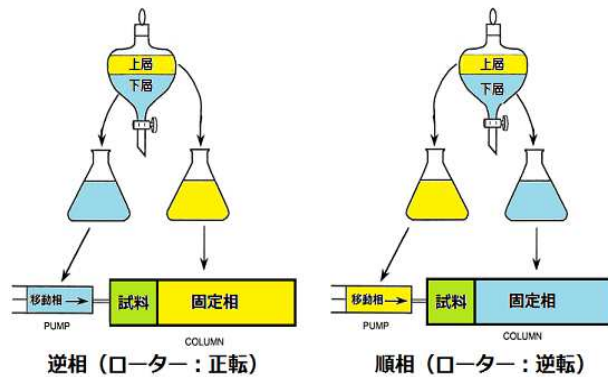 上層
下層
移動相
試料
固定相
PUMP
COLUMN
逆相（ローター：正転）
上層
下層
移動相
試料
固定相
PUMP
COLUMN
順相（ローター：逆転）